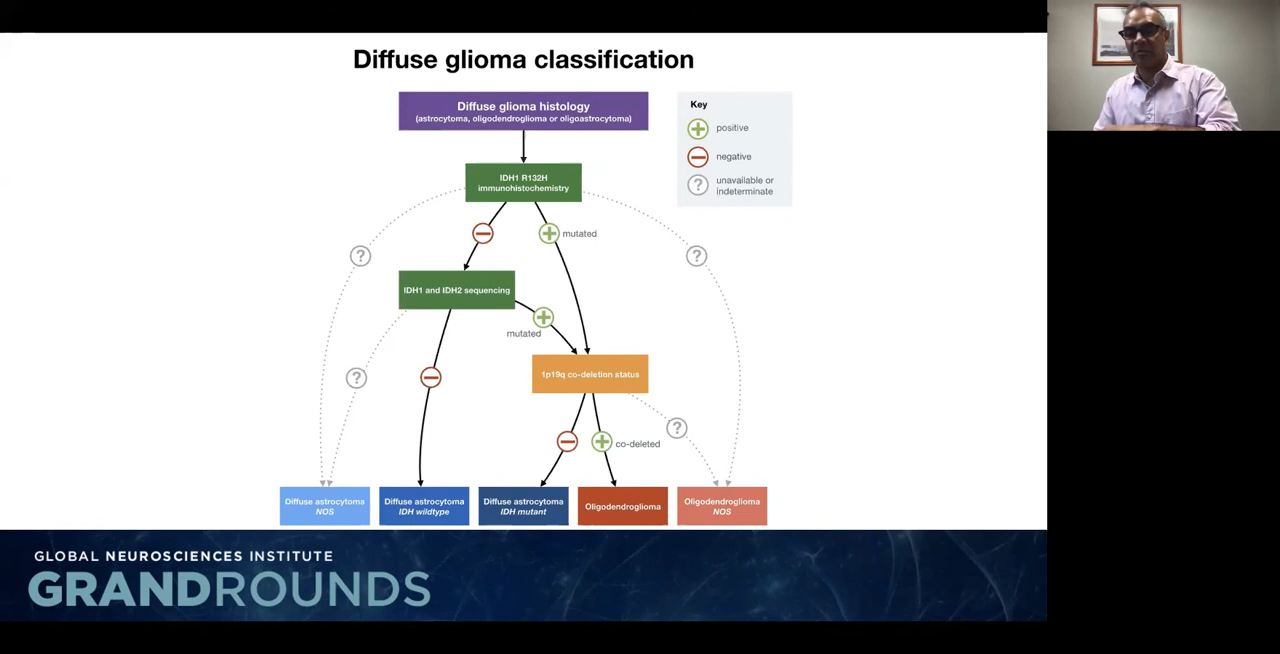 Diffuse glioma classification
Diffuse glioma histology
(astrocytoma, oligodendroglioma or oligoastrocytoma)
Key
positive
negative
? unavailable or
indeterminate
IDH1 R132H
immunohistochemistry
mutated
?
?
IDH1 and IDH2 sequencing
mutated
?
1p19q co-deletion status
?
co-deleted
Diffuse astrocytoma
NOS
Diffuse astrocytoma
IDH wildtype
Diffuse astrocytoma
IDH mutant
Oligodendroglioma
Oligodendroglioma
NOS
GLOBAL NEUROSCIENCES INSTITUTE
GRANDROUNDS